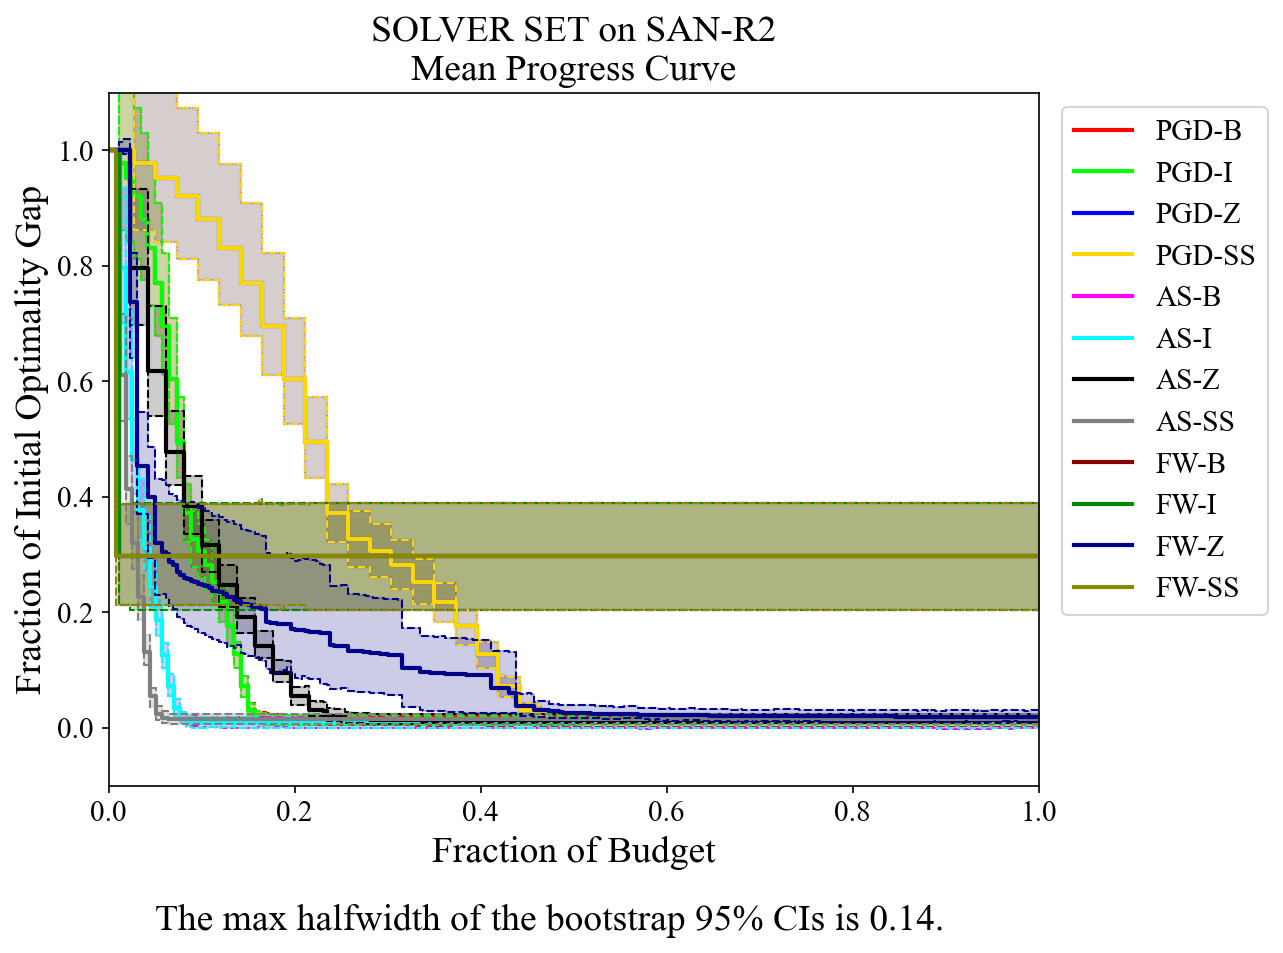 SOLVER SET on SAN-R2
Mean Progress Curve
Fraction of Initial Optimality Gap
1.0
0.8
0.6
0.4
0.2
0.0
0.0 0.2 0.4 0.6 0.8 1.0
Fraction of Budget
PGD-B
PGD-I
PGD-Z
PGD-SS
AS-B
AS-I
AS-Z
AS-SS
FW-B
FW-I
FW-Z
FW-SS
The max halfwidth of the bootstrap 95% CIs is 0.14.